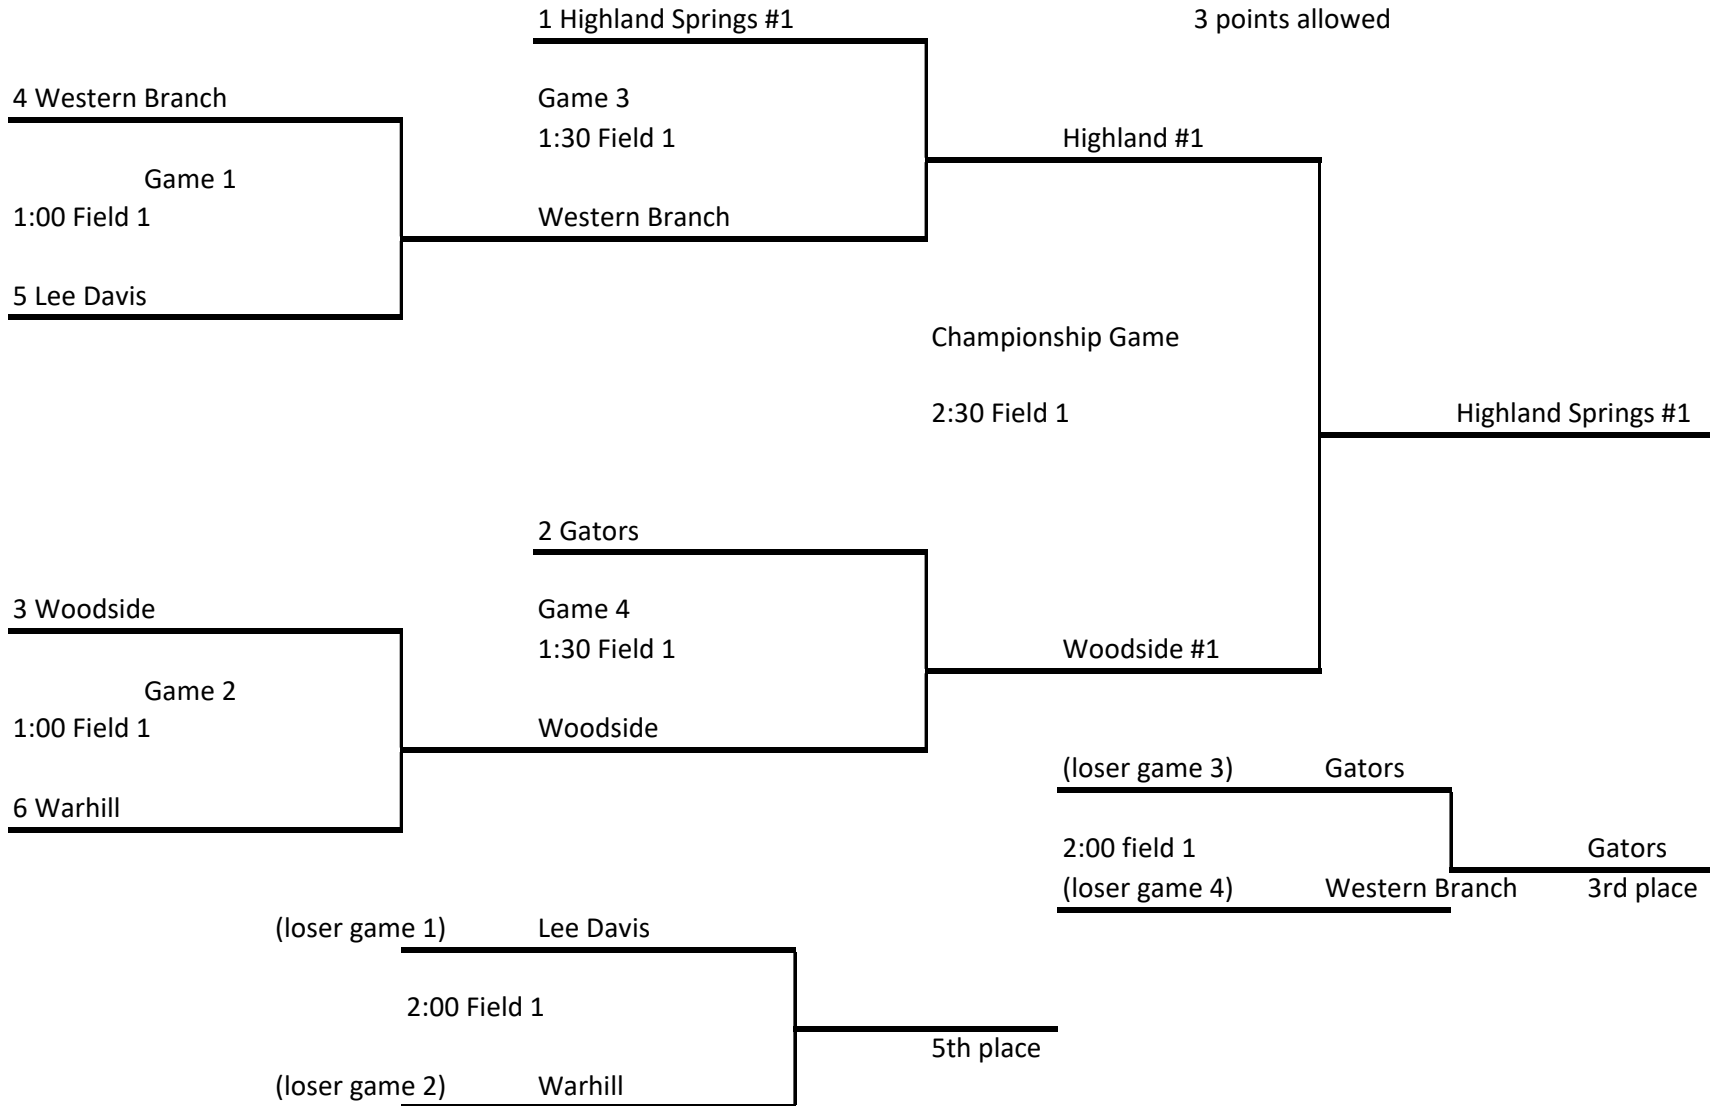 1 Highland Springs #1
3 points allowed
4 Western Branch
Game 3
1:30 Field 1
Highland #1
Game 1
1:00 Field 1
Western Branch
5 Lee Davis
Championship Game
2:30 Field 1
Highland Springs #1
2 Gators
3 Woodside
Game 4
1:30 Field 1
Woodside #1
Game 2
1:00 Field 1
Woodside
(loser game 3) Gators
6 Warhill
2:00 field 1
Gators
(loser game 4) Western Branch
3rd place
(loser game 1) Lee Davis
2:00 Field 1
5th place
(loser game 2) Warhill